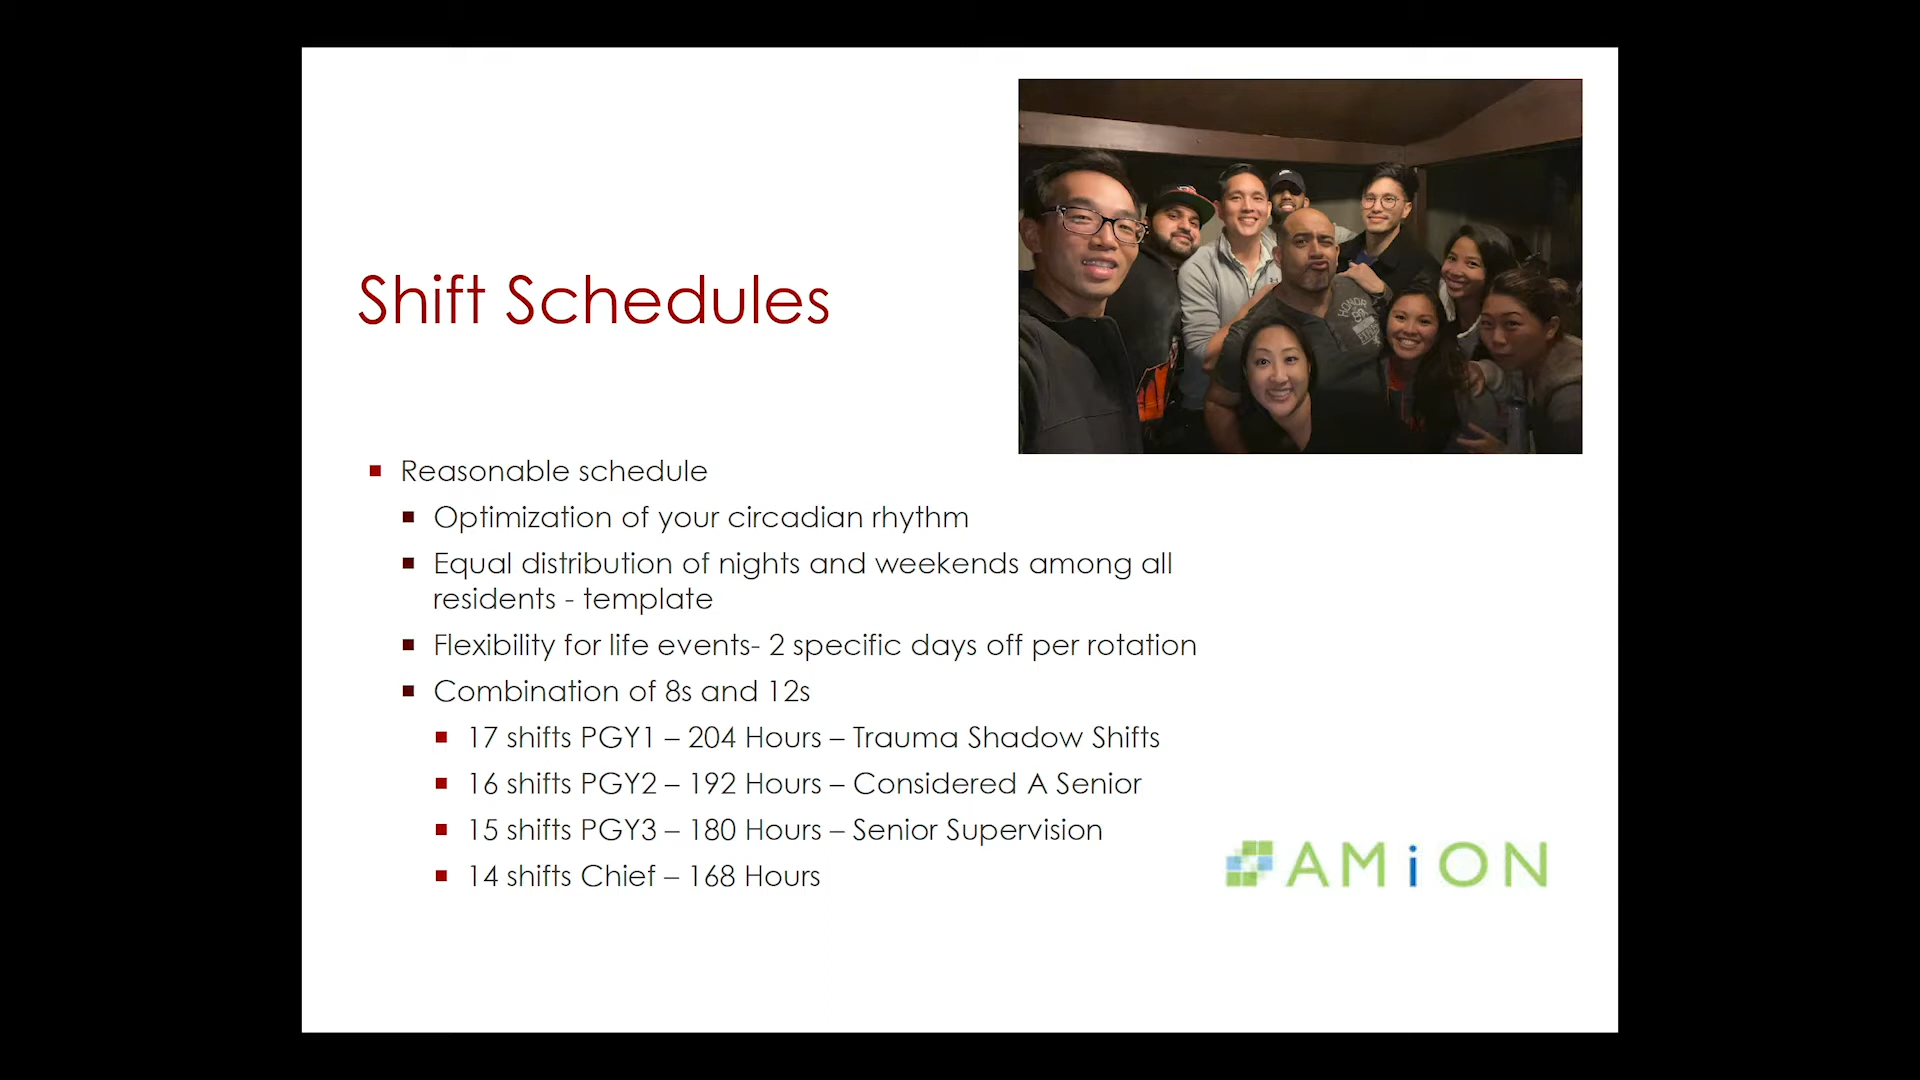 Shift Schedules
Reasonable schedule
Optimization of your circadian rhythm
Equal distribution of nights and weekends among all
residents - template
Flexibility for life events- 2 specific days off per rotation
Combination of 8s and 12s
17 shifts PGY1 – 204 Hours – Trauma Shadow Shifts
16 shifts PGY2 – 192 Hours – Considered A Senior
15 shifts PGY3 – 180 Hours – Senior Supervision
14 shifts Chief – 168 Hours
AMiON
HONOR